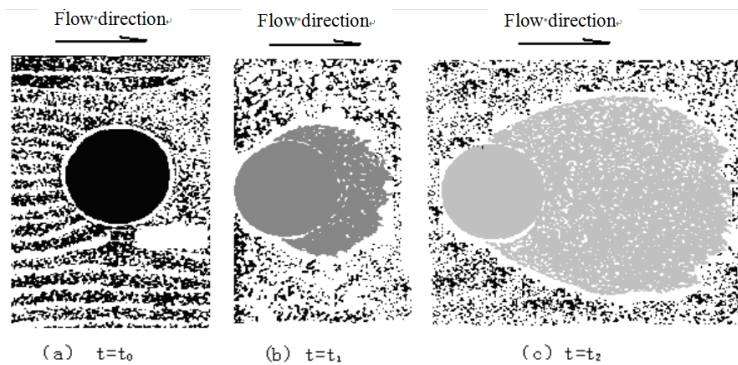 Flow direction
Flow direction
Flow direction
(a) t=t₀
(b) t=t₁
(c) t=t₂